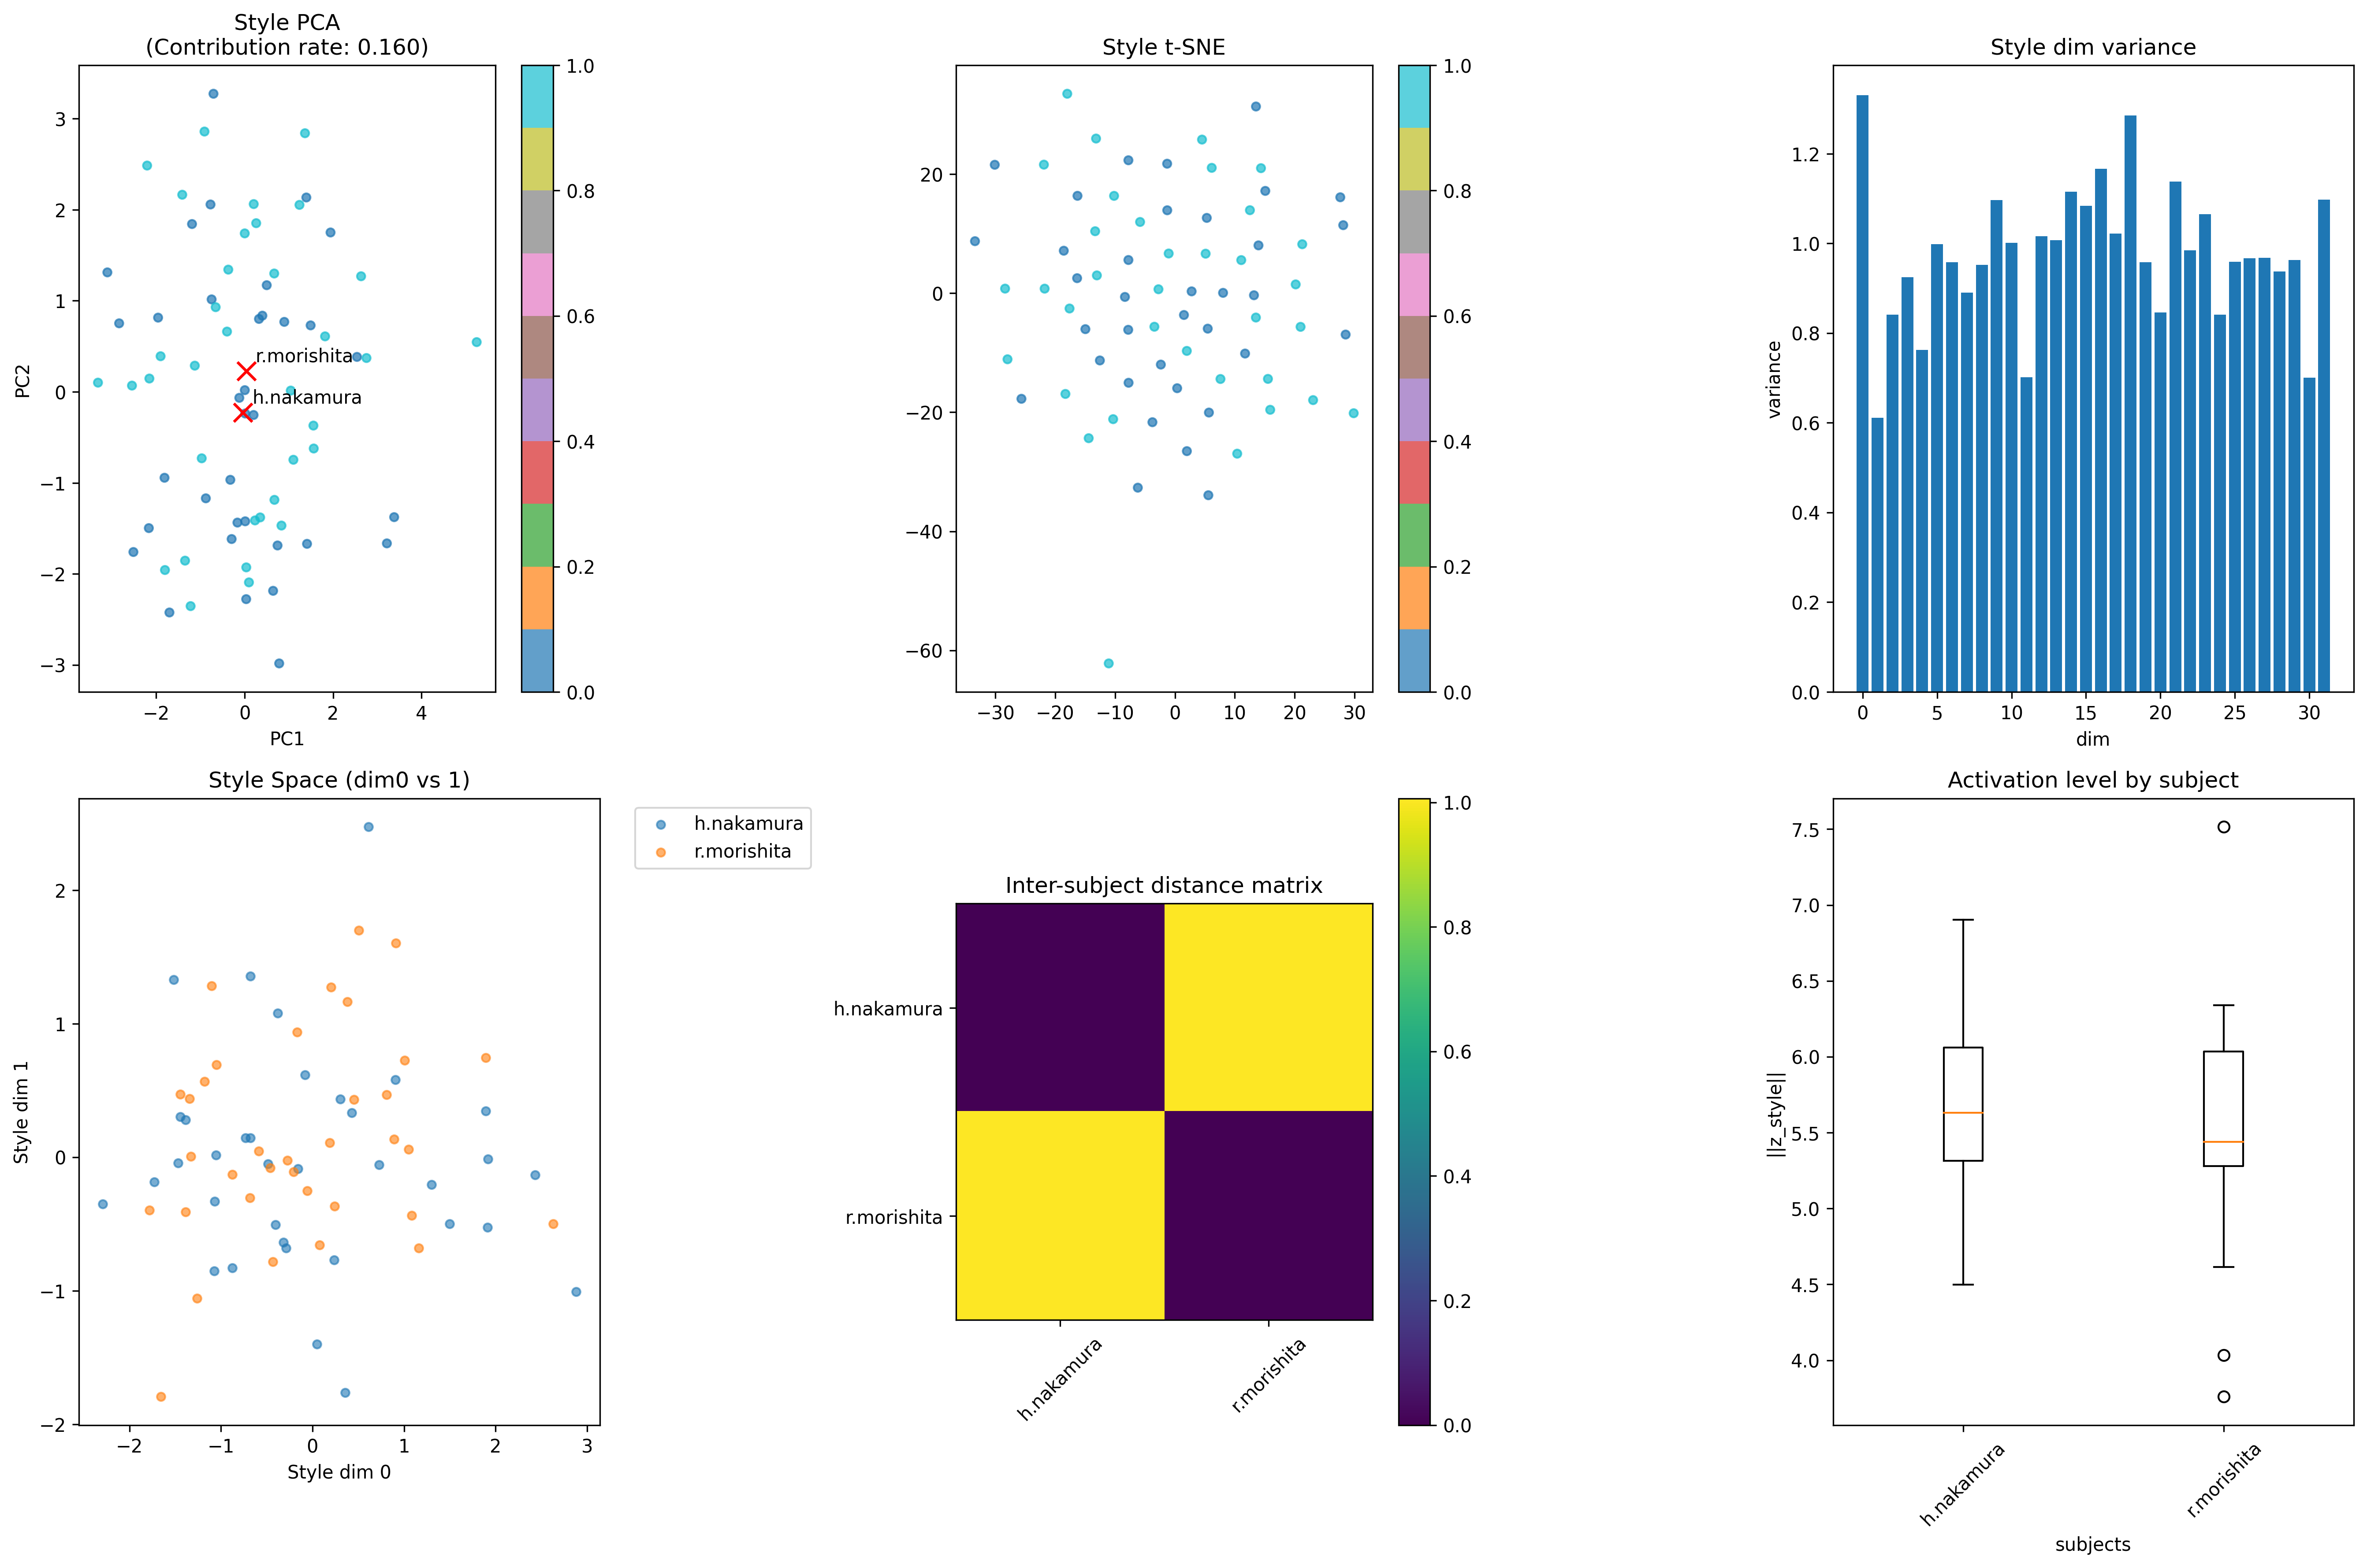 Style PCA
(Contribution rate: 0.160)
3
2
1
0
−1
−2
−3
PC2
r.morishita
h.nakamura
−2
0
2
4
PC1
1.0
0.8
0.6
0.4
0.2
0.0
Style t-SNE
20
0
−20
−40
−60
−30
−20
−10
0
10
20
30
1.0
0.8
0.6
0.4
0.2
0.0
Style dim variance
1.2
1.0
0.8
0.6
0.4
0.2
0.0
variance
0
5
10
15
20
25
30
dim
Style Space (dim0 vs 1)
2
1
0
−1
−2
Style dim 1
−2
−1
0
1
2
3
Style dim 0
h.nakamura
r.morishita
Inter-subject distance matrix
h.nakamura
r.morishita
h.nakamura
r.morishita
1.0
0.8
0.6
0.4
0.2
0.0
Activation level by subject
7.5
7.0
6.5
6.0
5.5
5.0
4.5
4.0
||z_style||
h.nakamura
r.morishita
subjects